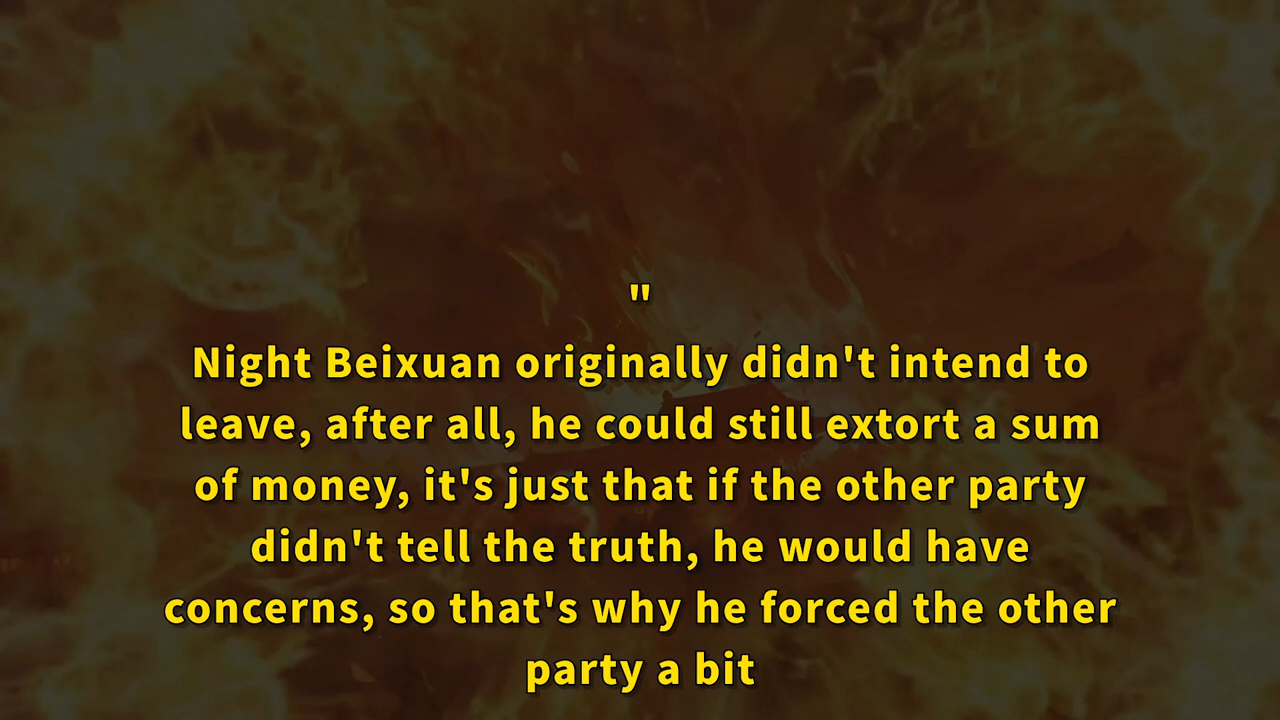 "
Night Beixuan originally didn't intend to
leave, after all, he could still extort a sum
of money, it's just that if the other party
didn't tell the truth, he would have
concerns, so that's why he forced the other
party a bit